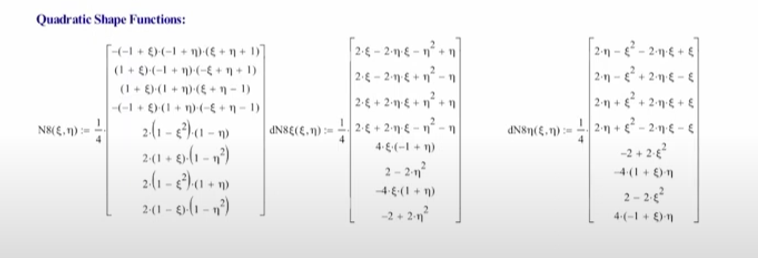 Quadratic Shape Functions:
N8(ξ,η) := 1/4 ·
-(-1 + ξ)·(-1 + η)·(ξ + η + 1)
(1 + ξ)·(-1 + η)·(-ξ + η + 1)
(1 + ξ)·(1 + η)·(ξ + η - 1)
-(-1 + ξ)·(1 + η)·(-ξ + η - 1)
2·(1 - ξ²)·(1 - η)
2·(1 + ξ)·(1 - η²)
2·(1 - ξ²)·(1 + η)
2·(1 - ξ)·(1 - η²)
dN8ξ(ξ,η) := 1/4 ·
2·ξ - 2·η·ξ - η² + η
2·ξ - 2·η·ξ + η² - η
2·ξ + 2·η·ξ + η² + η
2·ξ + 2·η·ξ - η² - η
4·ξ·(-1 + η)
2 - 2·η²
-4·ξ·(1 + η)
-2 + 2·η²
dN8η(ξ,η) := 1/4 ·
2·η - ξ² - 2·η·ξ + ξ
2·η - ξ² + 2·η·ξ - ξ
2·η + ξ² + 2·η·ξ + ξ
2·η + ξ² - 2·η·ξ - ξ
-2 + 2·ξ²
-4·(1 + ξ)·η
2 - 2·ξ²
4·(-1 + ξ)·η